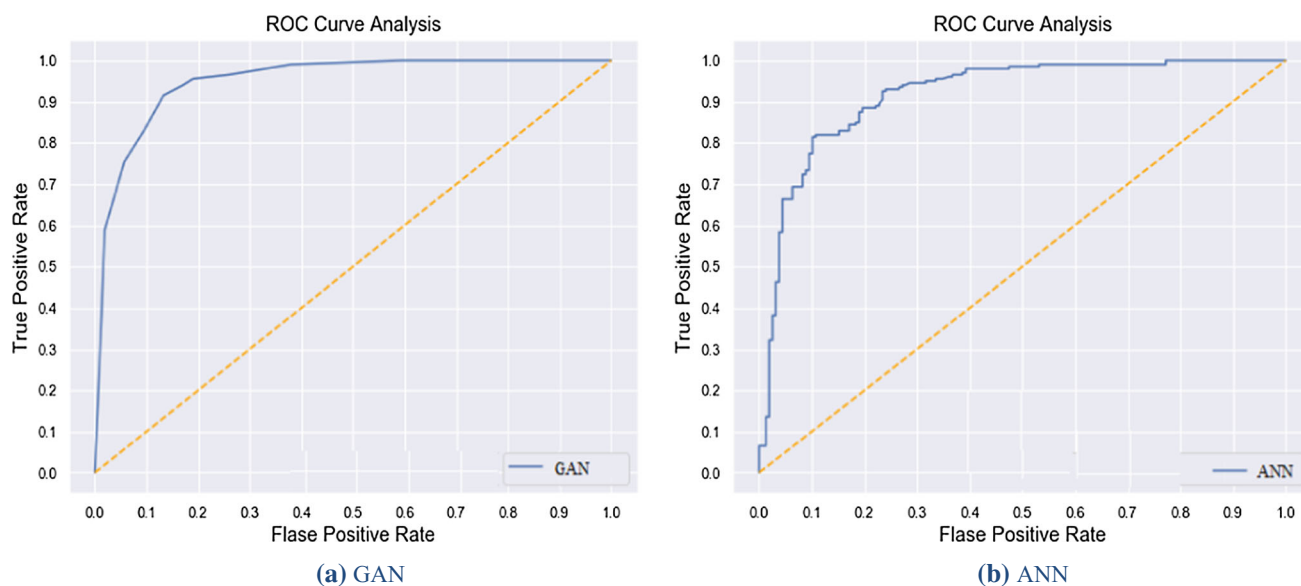 ROC Curve Analysis
True Positive Rate
1.0
0.9
0.8
0.7
0.6
0.5
0.4
0.3
0.2
0.1
0.0
GAN
0.0 0.1 0.2 0.3 0.4 0.5 0.6 0.7 0.8 0.9 1.0
Flase Positive Rate
(a) GAN
ROC Curve Analysis
True Positive Rate
1.0
0.9
0.8
0.7
0.6
0.5
0.4
0.3
0.2
0.1
0.0
ANN
0.0 0.1 0.2 0.3 0.4 0.5 0.6 0.7 0.8 0.9 1.0
Flase Positive Rate
(b) ANN